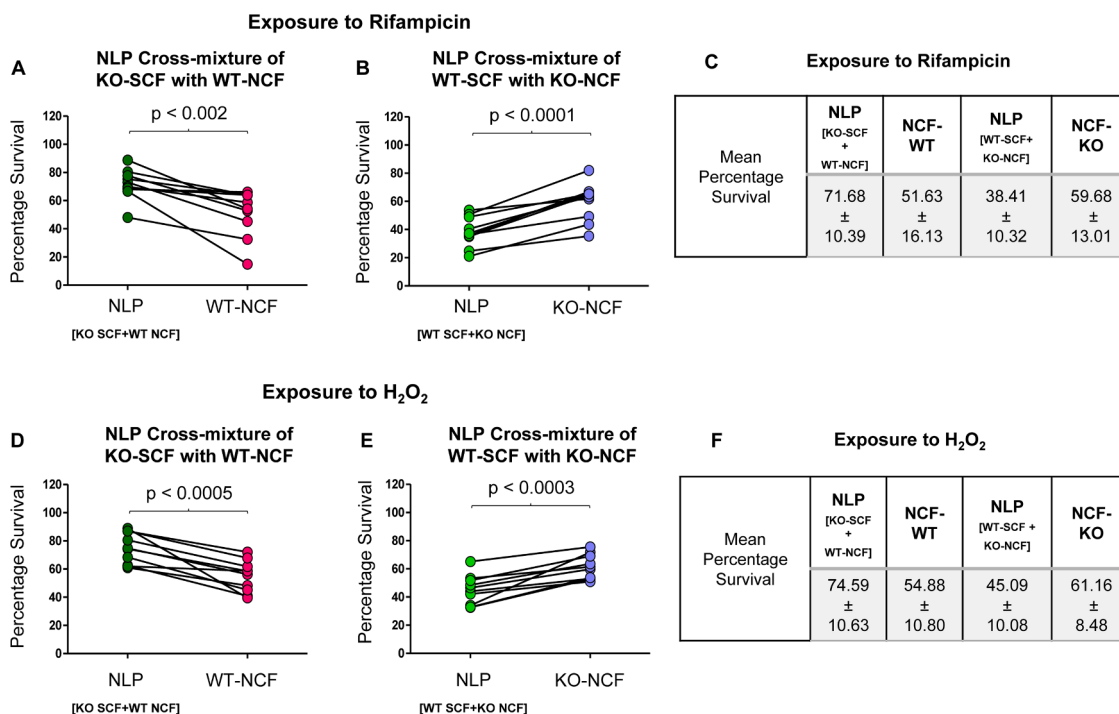 Exposure to Rifampicin
A
NLP Cross-mixture of
KO-SCF with WT-NCF
p < 0.002
Percentage Survival
120
100
80
60
40
20
0
NLP
WT-NCF
[KO SCF+WT NCF]
B
NLP Cross-mixture of
WT-SCF with KO-NCF
p < 0.0001
Percentage Survival
120
100
80
60
40
20
0
NLP
KO-NCF
[WT SCF+KO NCF]
C
Exposure to Rifampicin
Mean
Percentage
Survival
NLP
[KO-SCF
+
WT-NCF]
NCF-
WT
NLP
[WT-SCF+
KO-NCF]
NCF-
KO
71.68
±
10.39
51.63
±
16.13
38.41
±
10.32
59.68
±
13.01
Exposure to H₂O₂
D
NLP Cross-mixture of
KO-SCF with WT-NCF
p < 0.0005
Percentage Survival
120
100
80
60
40
20
0
NLP
WT-NCF
[KO SCF+WT NCF]
E
NLP Cross-mixture of
WT-SCF with KO-NCF
p < 0.0003
Percentage Survival
120
100
80
60
40
20
0
NLP
KO-NCF
[WT SCF+KO NCF]
F
Exposure to H₂O₂
Mean
Percentage
Survival
NLP
[KO-SCF
+
WT-NCF]
NCF-
WT
NLP
[WT-SCF +
KO-NCF]
NCF-
KO
74.59
±
10.63
54.88
±
10.80
45.09
±
10.08
61.16
±
8.48